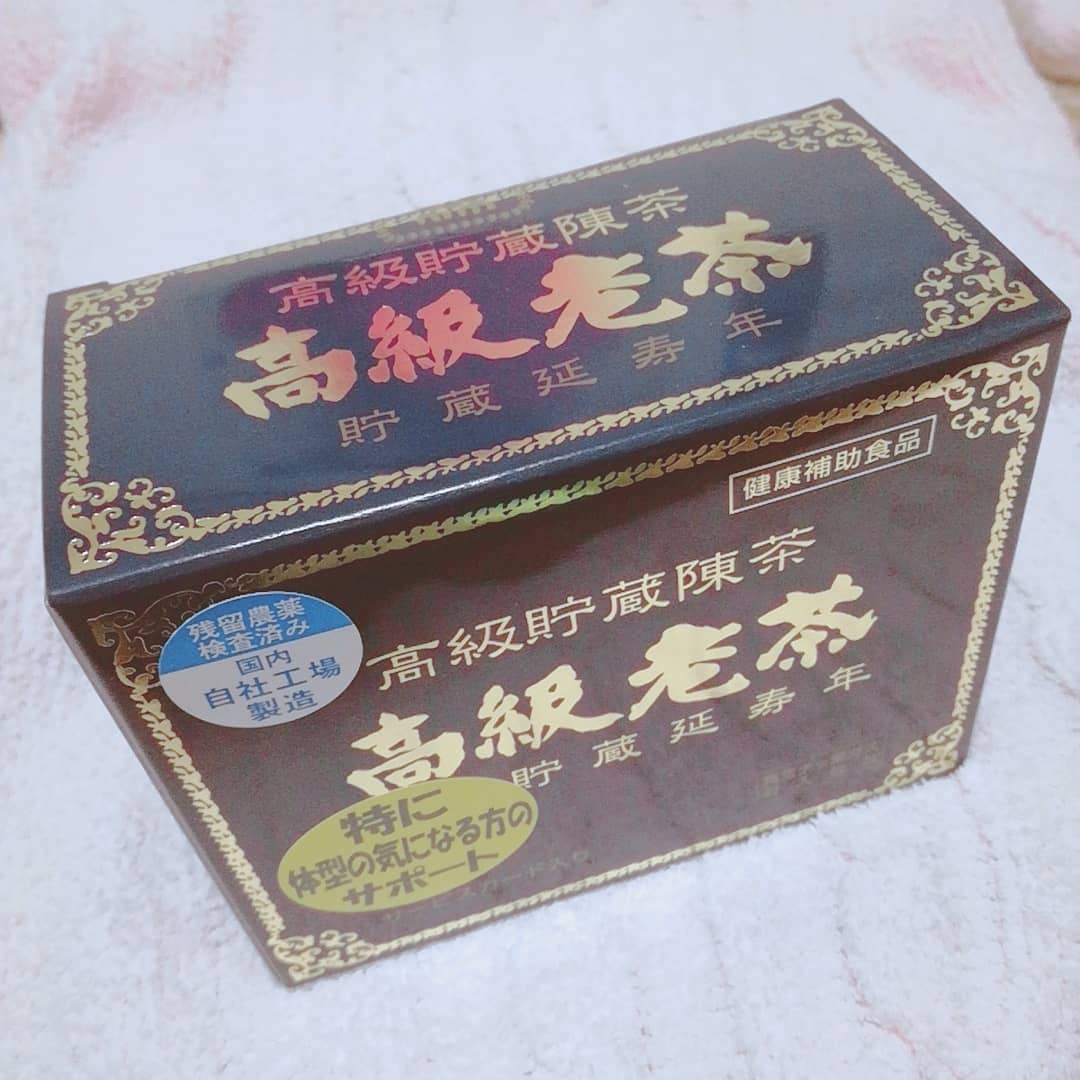 高級貯蔵陳茶
高級老茶
貯蔵延寿年
健康補助食品
残留農薬
検査済み
国内
自社工場
製造
高級貯蔵陳茶
高級老茶
貯蔵延寿年
特に
体型の気になる方の
サポート